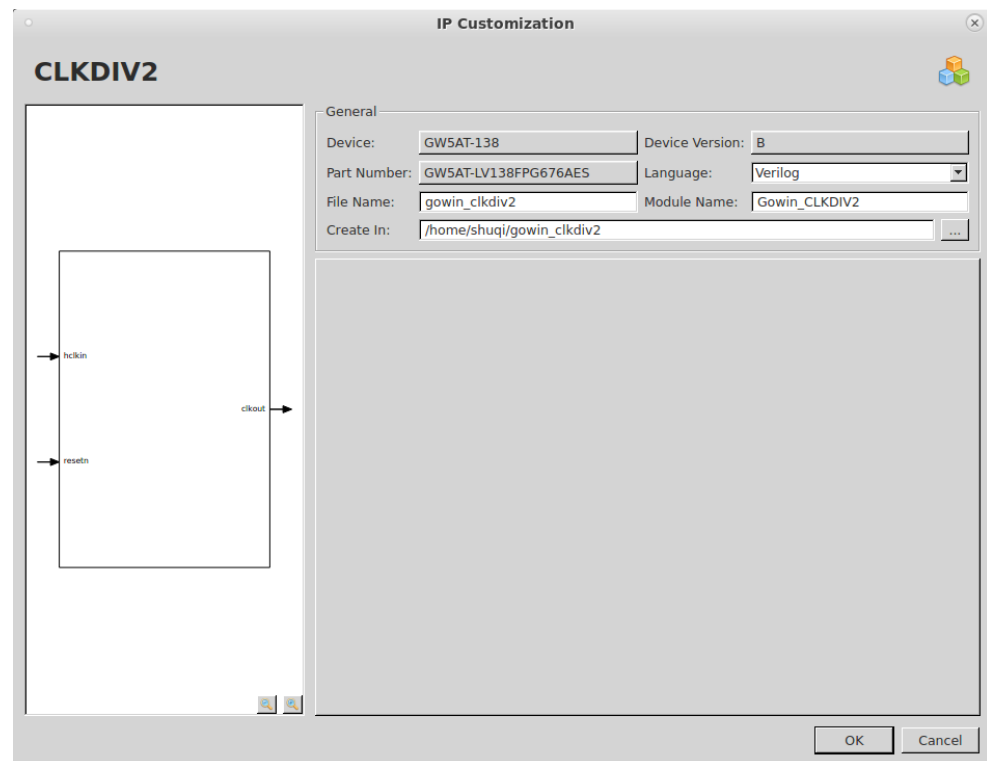 IP Customization
CLKDIV2
General
Device: GW5AT-138 Device Version: B
Part Number: GW5AT-LV138FPG676AES Language: Verilog
File Name: gowin_clkdiv2 Module Name: Gowin_CLKDIV2
Create In: /home/shuqi/gowin_clkdiv2 ...
hclkin
clkout
resetn
OK Cancel